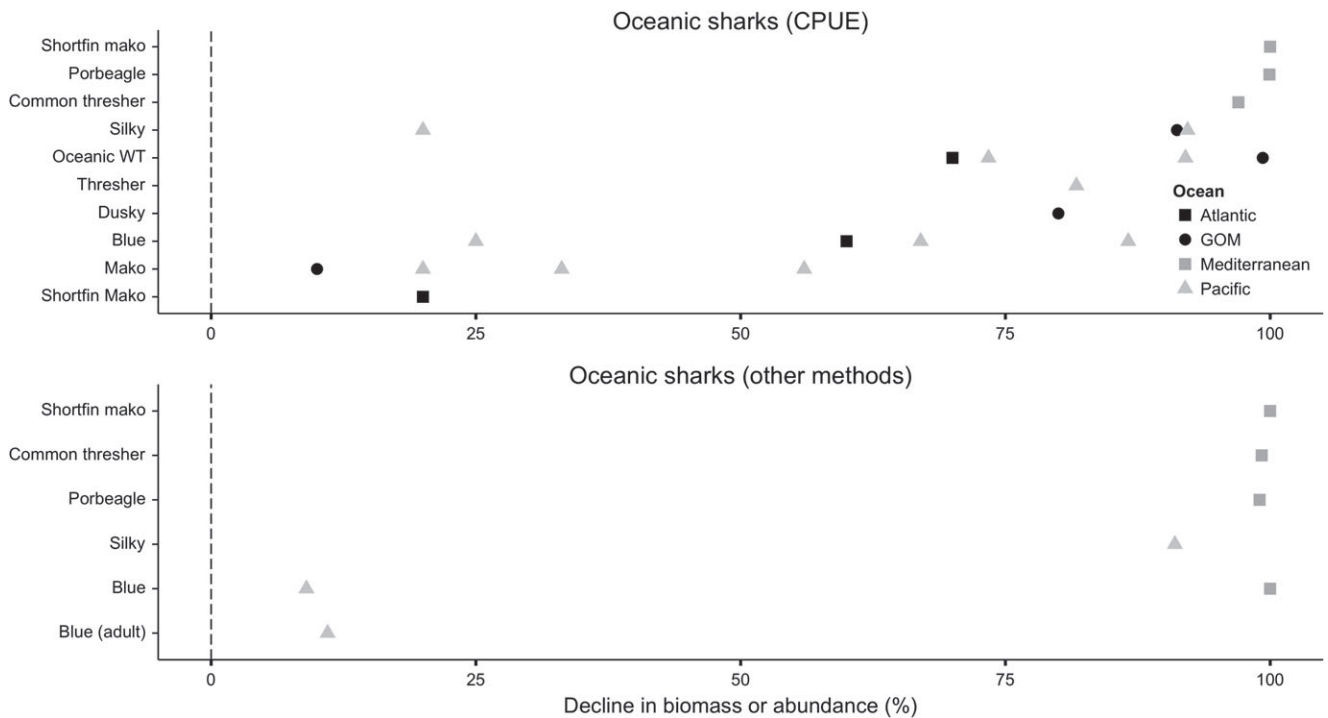 Oceanic sharks (CPUE)
Shortfin mako
Porbeagle
Common thresher
Silky
Oceanic WT
Thresher
Dusky
Blue
Mako
Shortfin Mako
Ocean
Atlantic
GOM
Mediterranean
Pacific
0 25 50 75 100
Oceanic sharks (other methods)
Shortfin mako
Common thresher
Porbeagle
Silky
Blue
Blue (adult)
0 25 50 75 100
Decline in biomass or abundance (%)